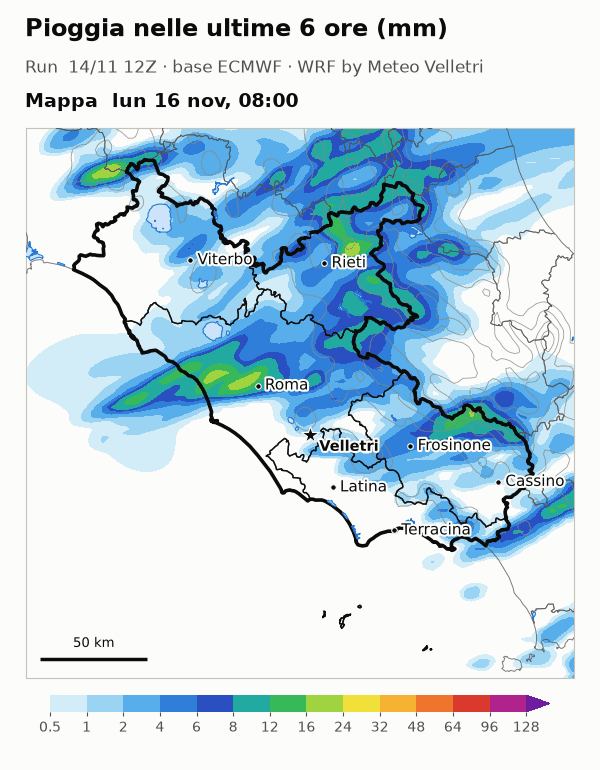 Pioggia nelle ultime 6 ore (mm)
Run  14/11 12Z · base ECMWF · WRF by Meteo Velletri
Mappa  lun 16 nov, 08:00
Viterbo
Rieti
Roma
Velletri
Frosinone
Cassino
Latina
Terracina
50 km
0.5 1 2 4 6 8 12 16 24 32 48 64 96 128